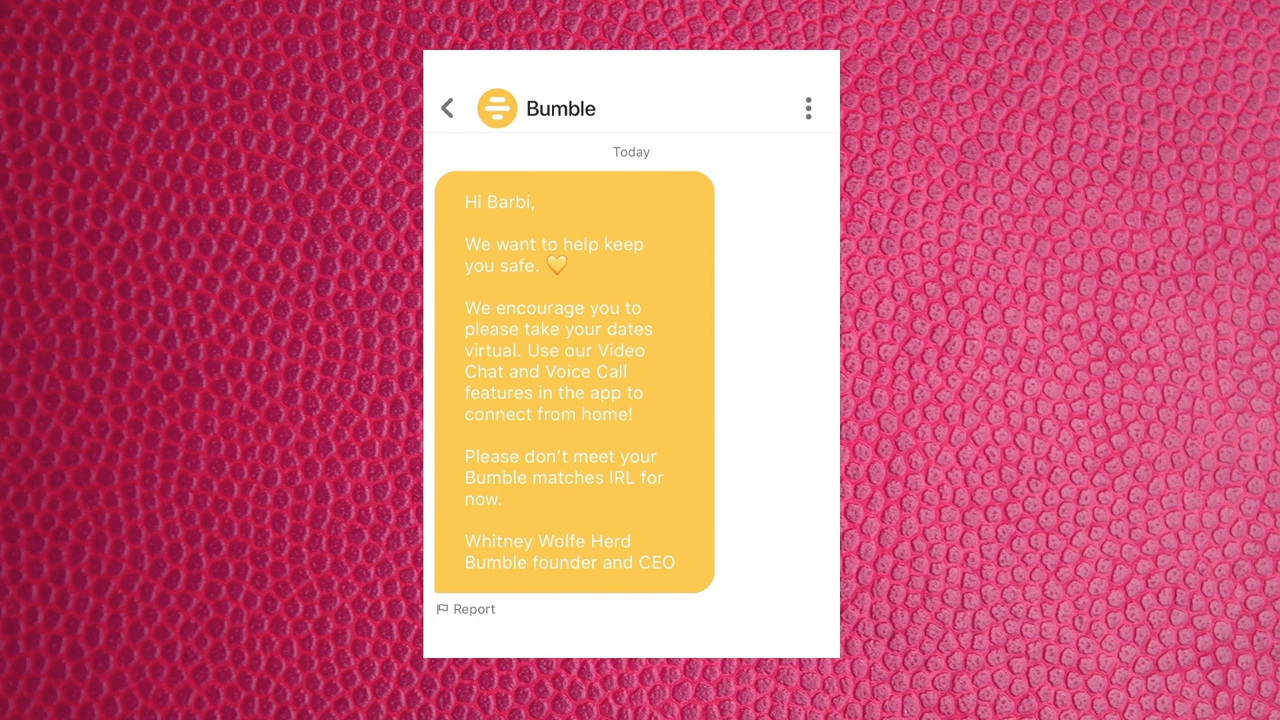 Bumble
Today
Hi Barbi,
We want to help keep
you safe. 💛
We encourage you to
please take your dates
virtual. Use our Video
Chat and Voice Call
features in the app to
connect from home!
Please don’t meet your
Bumble matches IRL for
now.
Whitney Wolfe Herd
Bumble founder and CEO
Report